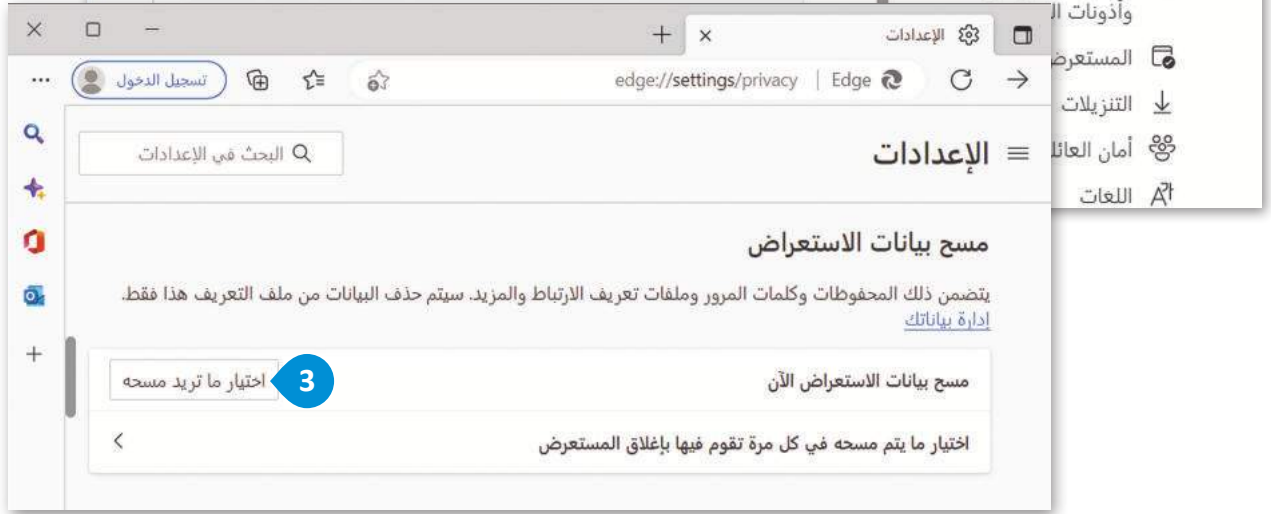 وأذونات
المستعرض
التنزيلات
أمان
اللغات
الإعدادات
edge://settings/privacy | Edge
تسجيل الدخول
الإعدادات
البحث في الإعدادات
مسح بيانات الاستعراض
يتضمن ذلك المحفوظات وكلمات المرور وملفات تعريف الارتباط والمزيد. سيتم حذف البيانات من ملف التعريف هذا فقط.
إدارة بياناتك
مسح بيانات الاستعراض الآن
3 اختيار ما تريد مسحه
اختيار ما يتم مسحه في كل مرة تقوم فيها بإغلاق المستعرض